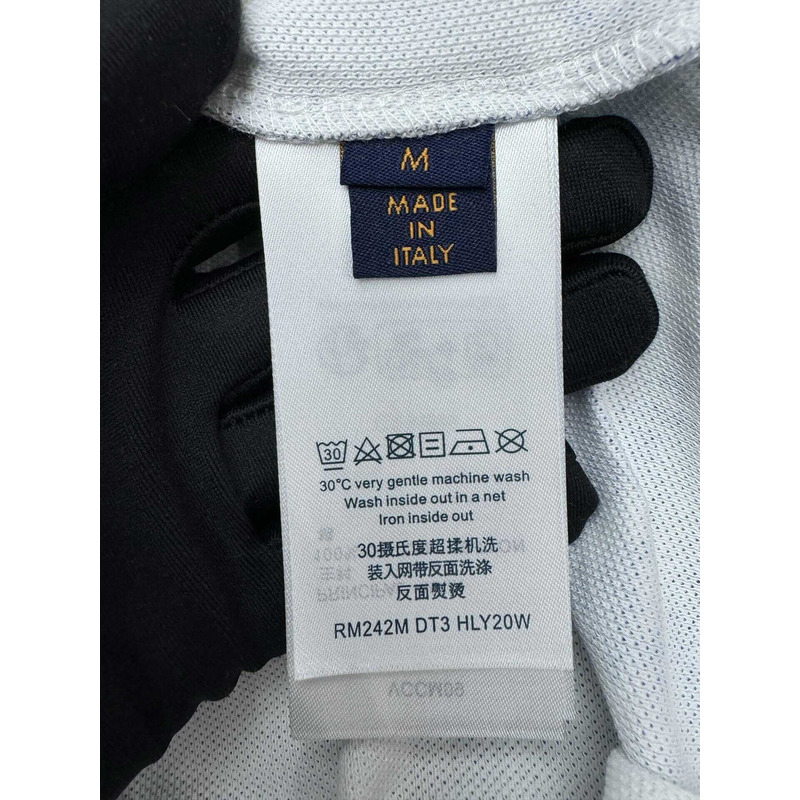 M
MADE
IN
ITALY
30
30°C very gentle machine wash
Wash inside out in a net
Iron inside out
30摄氏度超揉机洗
装入网带反面洗涤
反面熨烫
RM242M DT3 HLY20W